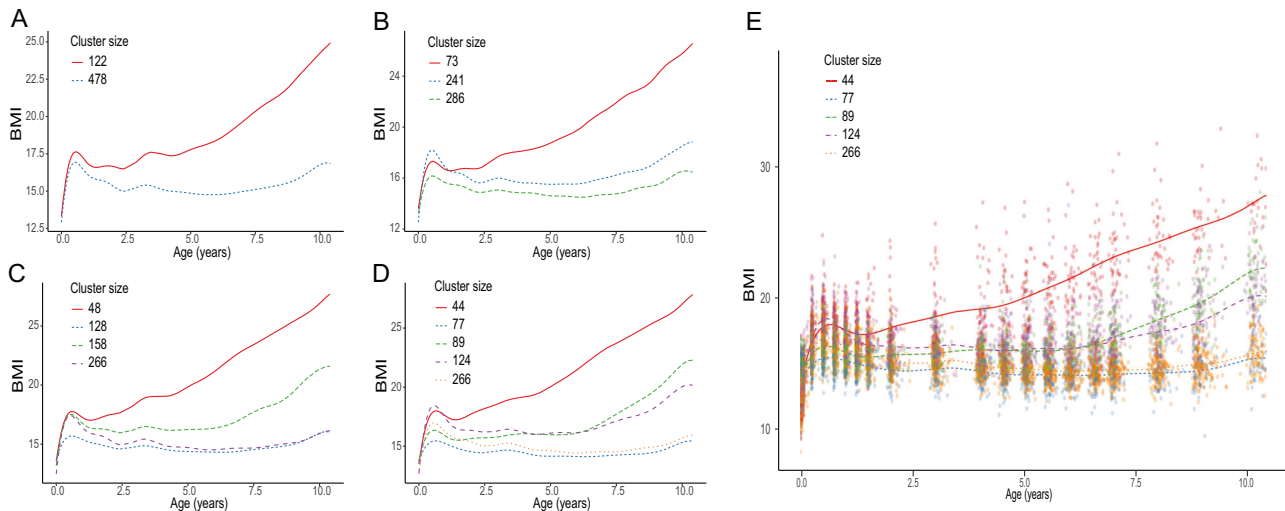 A
Cluster size
122
478
BMI
25.0
22.5
20.0
17.5
15.0
12.5
0.0 2.5 5.0 7.5 10.0
Age (years)
B
Cluster size
73
241
286
BMI
24
20
16
12
0.0 2.5 5.0 7.5 10.0
Age (years)
C
Cluster size
48
128
158
266
BMI
25
20
15
0.0 2.5 5.0 7.5 10.0
Age (years)
D
Cluster size
44
77
89
124
266
BMI
25
20
15
0.0 2.5 5.0 7.5 10.0
Age (years)
E
Cluster size
44
77
89
124
266
BMI
30
20
10
0.0 2.5 5.0 7.5 10.0
Age (years)